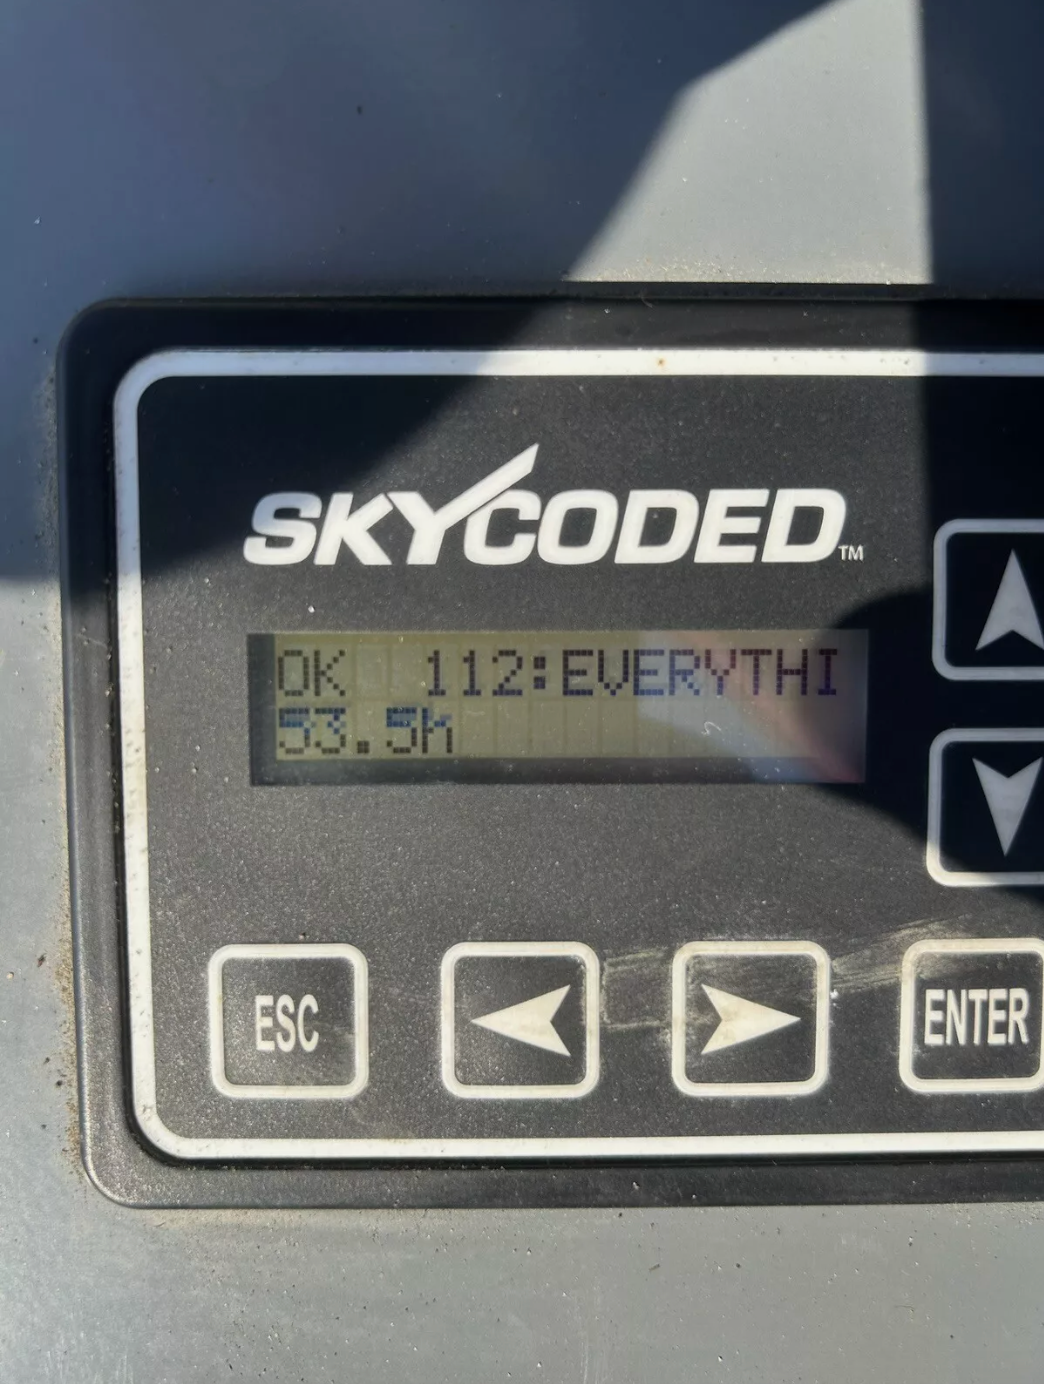 SKYCODED™
OK 112:EVERYTHI
53.5h
ESC
ENTER